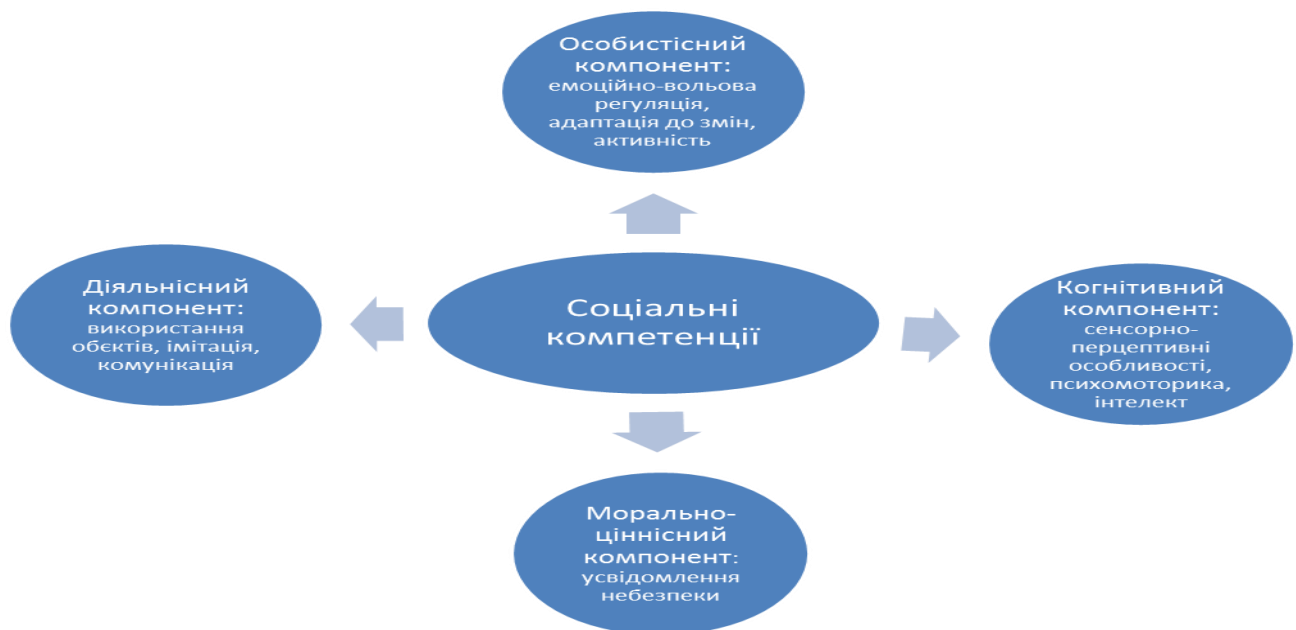 Особистісний
компонент:
емоційно-вольова
регуляція,
адаптація до змін,
активність
Діяльнісний
компонент:
використання
обєктів, імітація,
комунікація
Соціальні
компетенції
Когнітивний
компонент:
сенсорно-
перцептивні
особливості,
психомоторика,
інтелект
Морально-
ціннісний
компонент:
усвідомлення
небезпеки